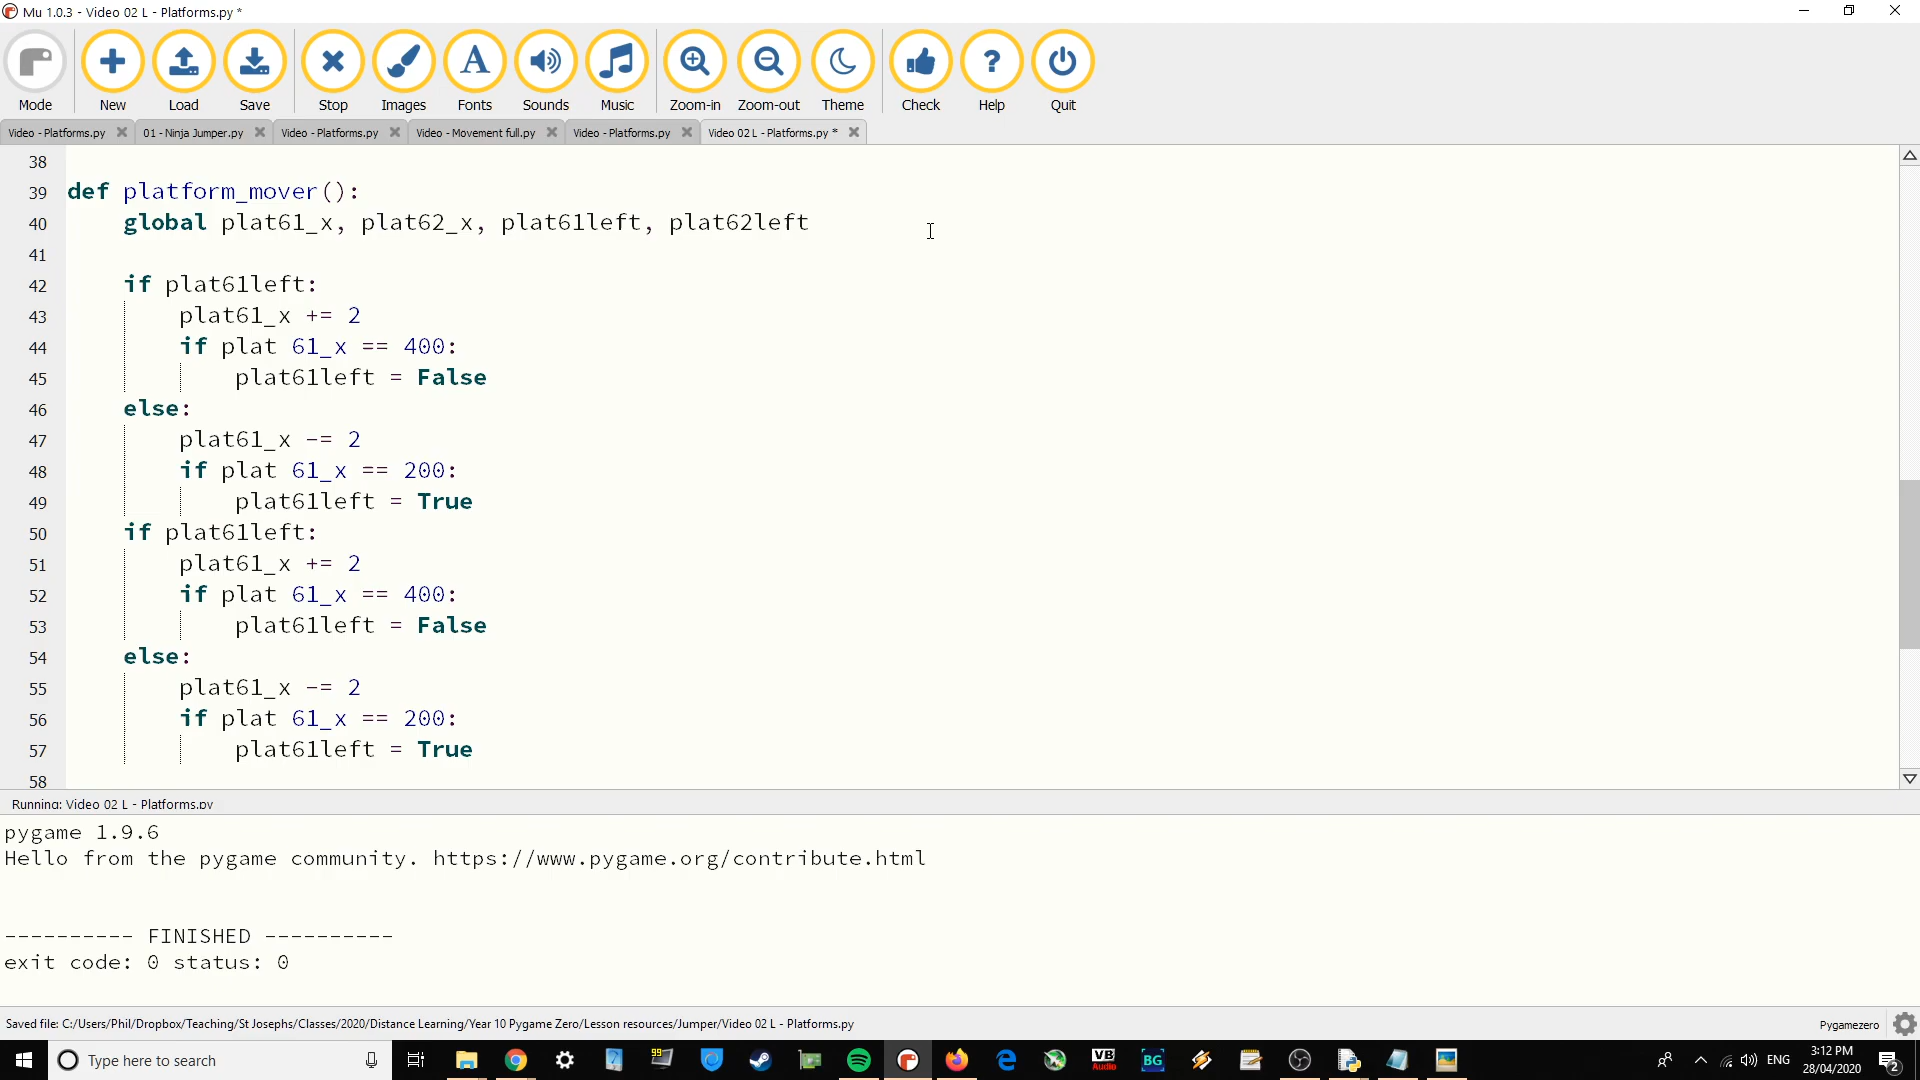 Mu 1.0.3 - Video 02 L - Platforms.py *
Mode New Load Save Stop Images Fonts Sounds Music Zoom-in Zoom-out Theme Check Help Quit
Video - Platforms.py 01 - Ninja Jumper.py Video - Platforms.py Video - Movement full.py Video - Platforms.py Video 02 L - Platforms.py *
38
39 def platform_mover():
40     global plat61_x, plat62_x, plat61left, plat62left
41
42     if plat61left:
43         plat61_x += 2
44         if plat 61_x == 400:
45             plat61left = False
46     else:
47         plat61_x -= 2
48         if plat 61_x == 200:
49             plat61left = True
50     if plat61left:
51         plat61_x += 2
52         if plat 61_x == 400:
53             plat61left = False
54     else:
55         plat61_x -= 2
56         if plat 61_x == 200:
57             plat61left = True
58
Running: Video 02 L - Platforms.py
pygame 1.9.6
Hello from the pygame community. https://www.pygame.org/contribute.html
---------- FINISHED ----------
exit code: 0 status: 0
Saved file: C:/Users/Phil/Dropbox/Teaching/St Josephs/Classes/2020/Distance Learning/Year 10 Pygame Zero/Lesson resources/Jumper/Video 02 L - Platforms.py
Pygamezero
Type here to search
99
VB Audio
BG
ENG
3:12 PM
28/04/2020
2